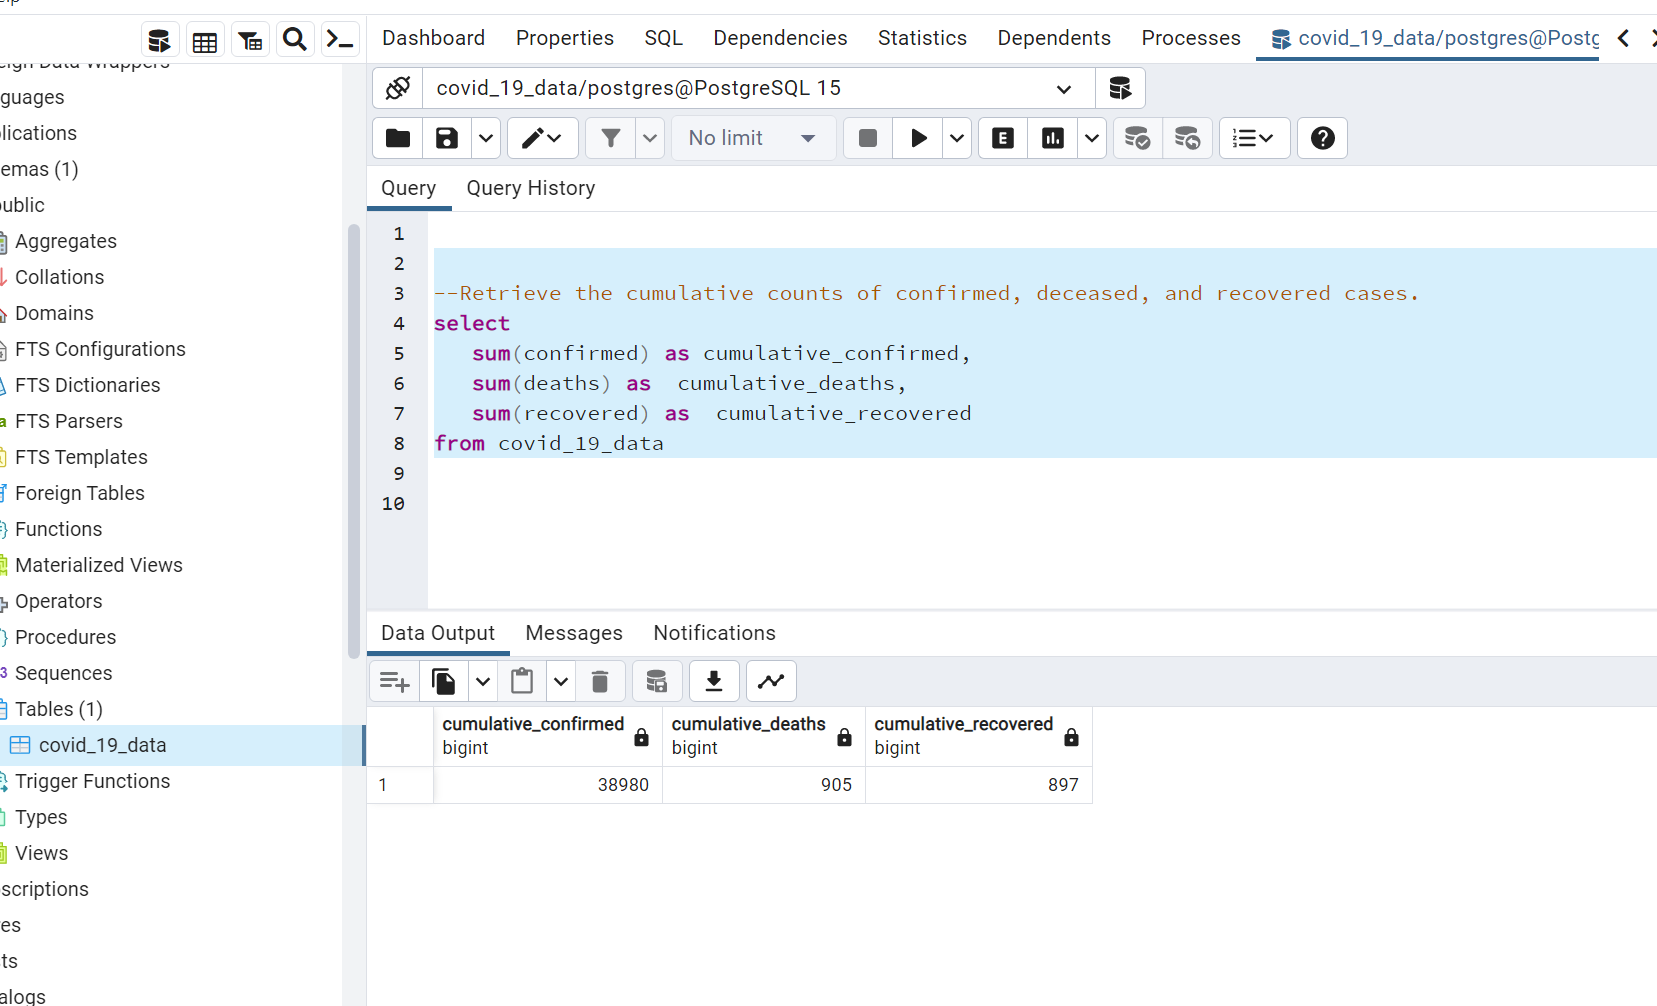 Dashboard Properties SQL Dependencies Statistics Dependents Processes covid_19_data/postgres@Postg
covid_19_data/postgres@PostgreSQL 15
No limit
Query Query History
1
2
3 --Retrieve the cumulative counts of confirmed, deceased, and recovered cases.
4 select
5 sum(confirmed) as cumulative_confirmed,
6 sum(deaths) as cumulative_deaths,
7 sum(recovered) as cumulative_recovered
8 from covid_19_data
9
10
Data Wrappers
guages
lications
emas (1)
public
Aggregates
Collations
Domains
FTS Configurations
FTS Dictionaries
FTS Parsers
FTS Templates
Foreign Tables
Functions
Materialized Views
Operators
Procedures
Sequences
Tables (1)
covid_19_data
Trigger Functions
Types
Views
scriptions
res
ts
alogs
Data Output Messages Notifications
cumulative_confirmed cumulative_deaths cumulative_recovered
bigint bigint bigint
1 38980 905 897